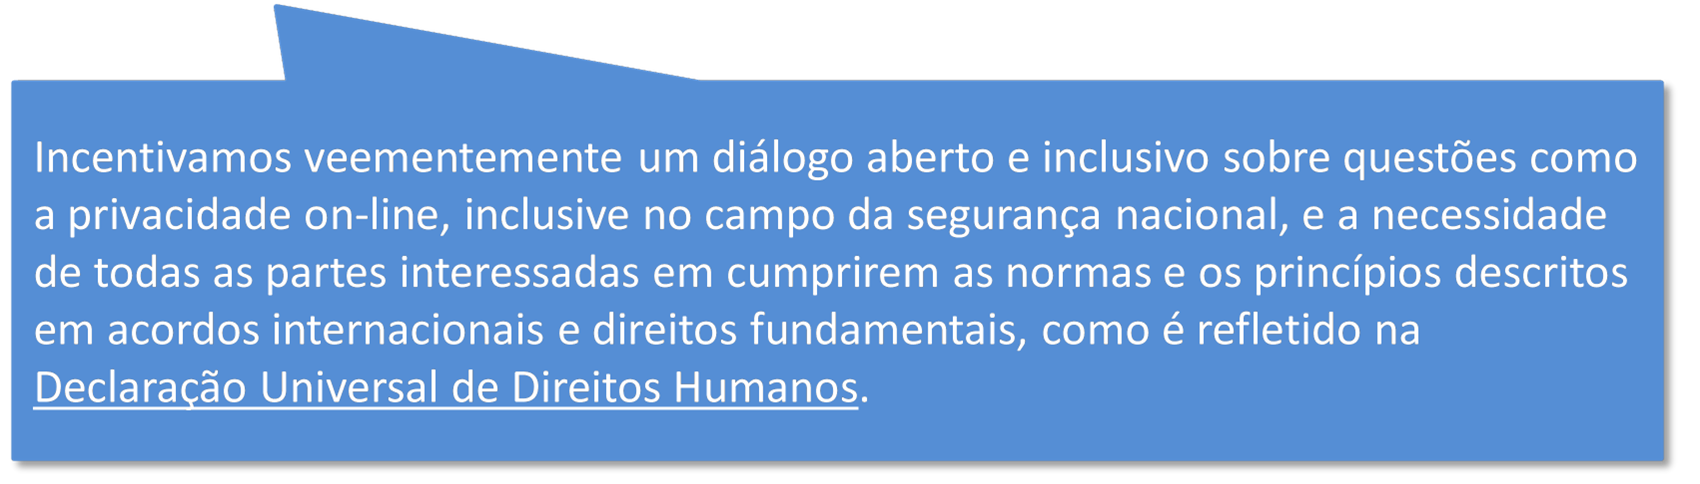 Incentivamos veementemente um diálogo aberto e inclusivo sobre questões como
a privacidade on-line, inclusive no campo da segurança nacional, e a necessidade
de todas as partes interessadas em cumprirem as normas e os princípios descritos
em acordos internacionais e direitos fundamentais, como é refletido na
Declaração Universal de Direitos Humanos.